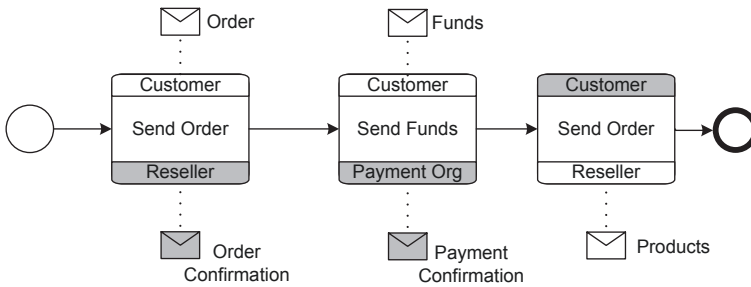 Order
Funds
Customer
Customer
Customer
Send Order
Send Funds
Send Order
Reseller
Payment Org
Reseller
Order
Confirmation
Payment
Confirmation
Products